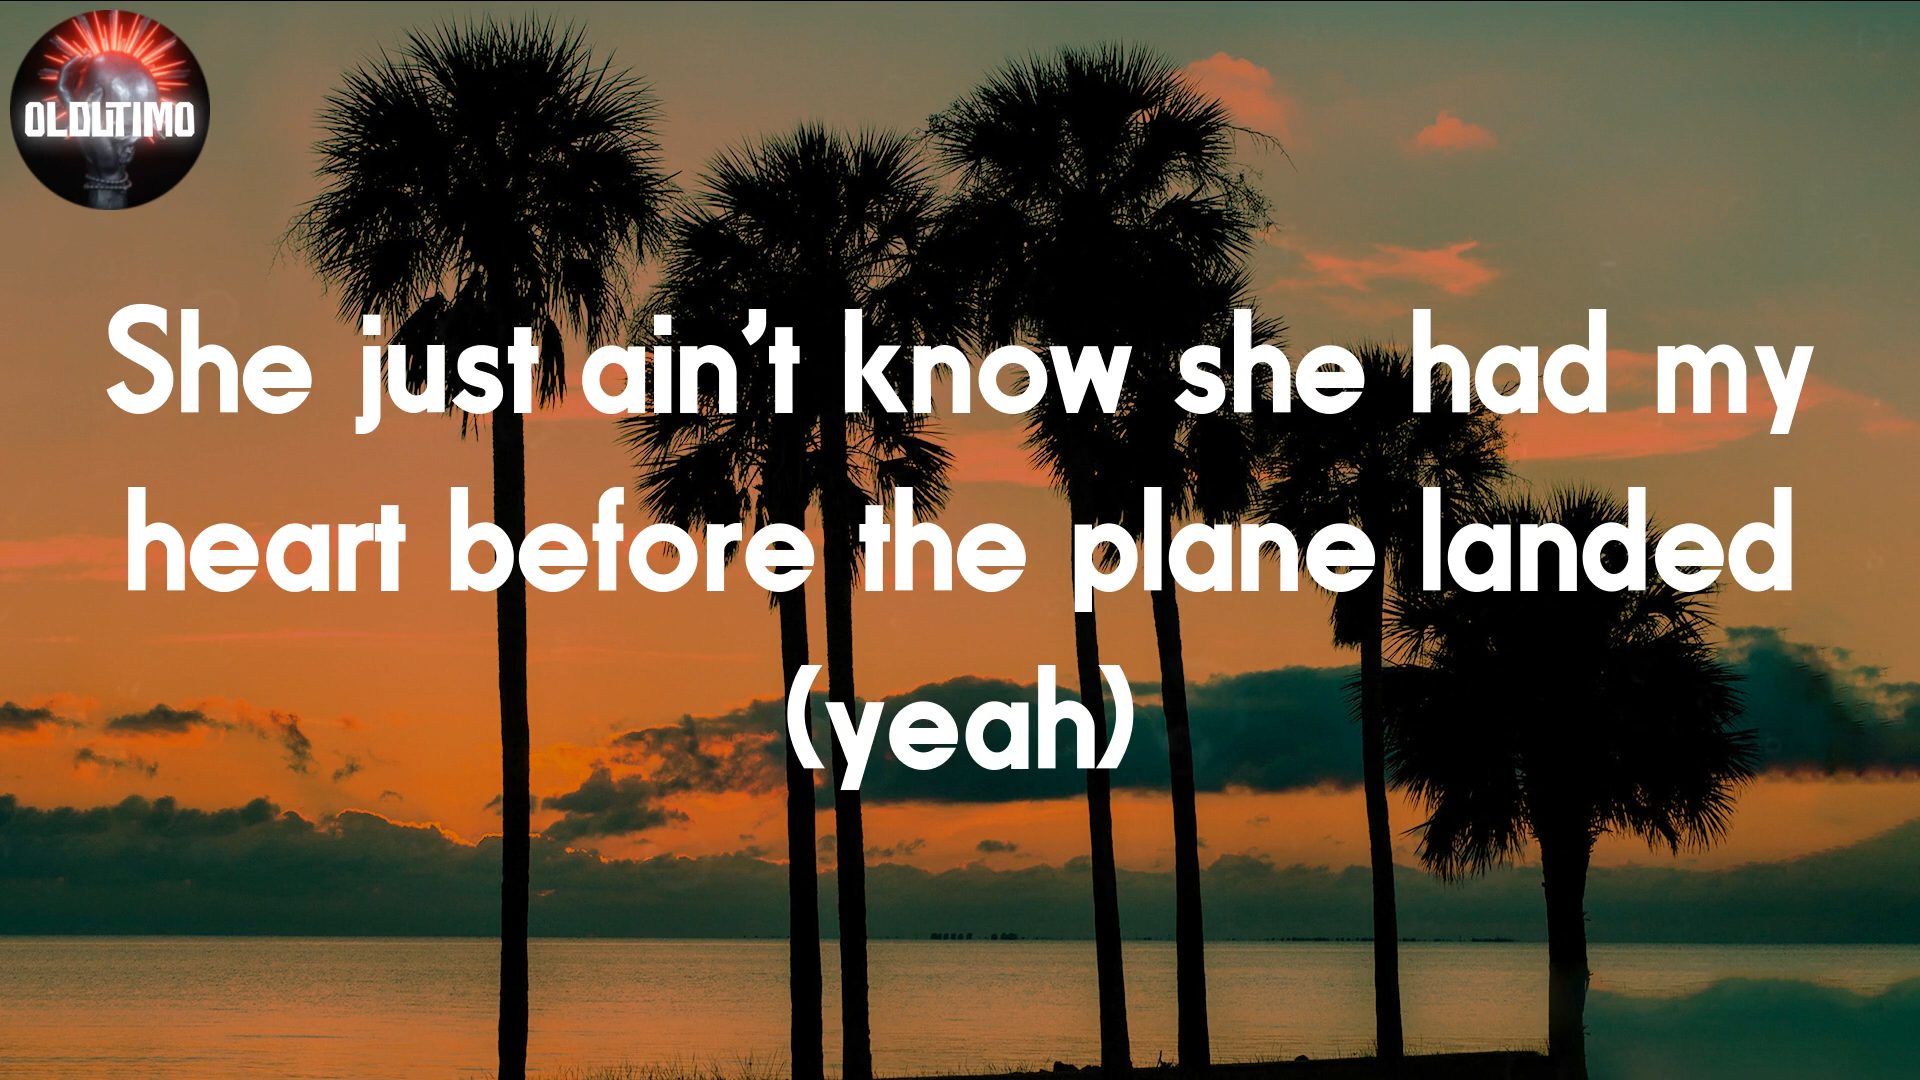 OLDULTIMO
She just ain't know she had my
heart before the plane landed
(yeah)